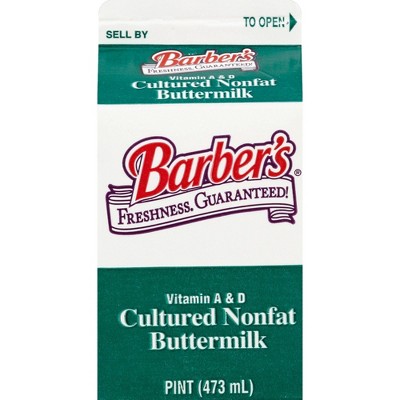 SELL BY
TO OPEN
Barber's
FRESHNESS. GUARANTEED!
Vitamin A & D
Cultured Nonfat
Buttermilk
Barber's®
FRESHNESS. GUARANTEED!
Vitamin A & D
Cultured Nonfat
Buttermilk
PINT (473 mL)